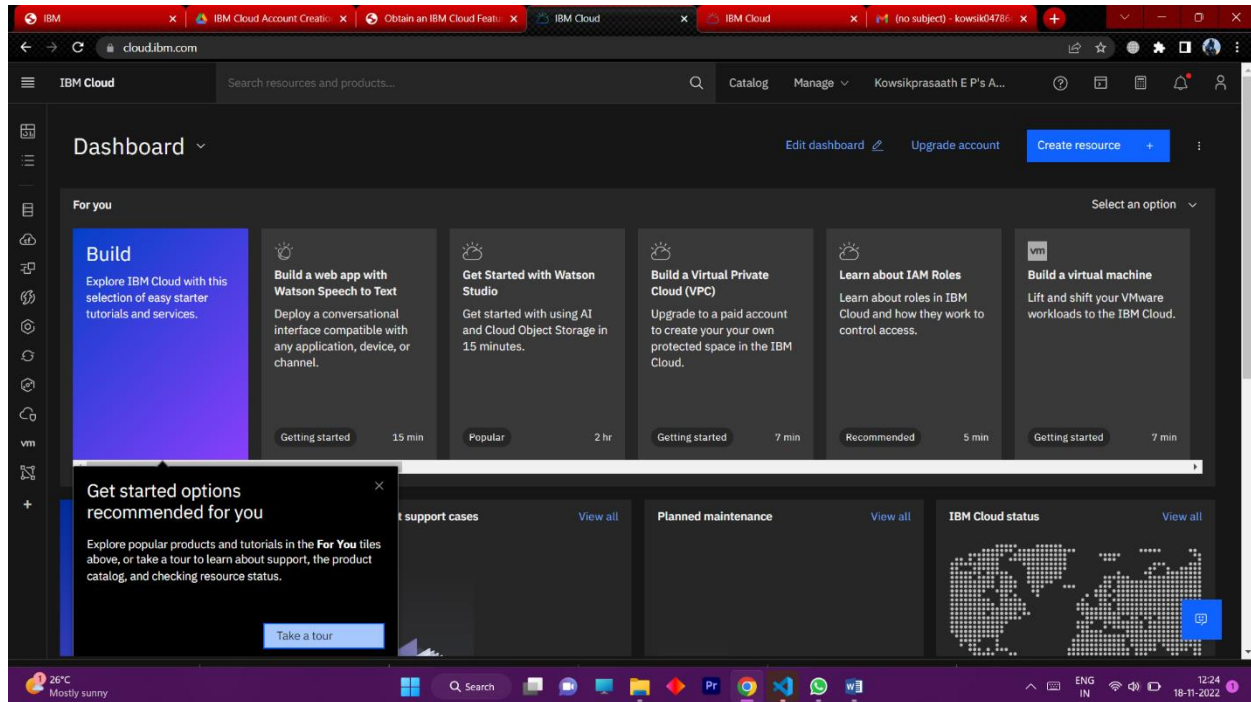 IBM
IBM Cloud Account Creatio
Obtain an IBM Cloud Featu
IBM Cloud
IBM Cloud
(no subject) - kowsik04786
cloud.ibm.com
IBM Cloud
Search resources and products...
Catalog
Manage
Kowsikprasaath E P's A...
Dashboard
Edit dashboard
Upgrade account
Create resource +
For you
Select an option
Build
Explore IBM Cloud with this
selection of easy starter
tutorials and services.
Build a web app with
Watson Speech to Text
Deploy a conversational
interface compatible with
any application, device, or
channel.
Getting started 15 min
Get Started with Watson
Studio
Get started with using AI
and Cloud Object Storage in
15 minutes.
Popular 2 hr
Build a Virtual Private
Cloud (VPC)
Upgrade to a paid account
to create your your own
protected space in the IBM
Cloud.
Getting started 7 min
Learn about IAM Roles
Learn about roles in IBM
Cloud and how they work to
control access.
Recommended 5 min
vm
Build a virtual machine
Lift and shift your VMware
workloads to the IBM Cloud.
Getting started 7 min
vm
Get started options
recommended for you
Explore popular products and tutorials in the For You tiles
above, or take a tour to learn about support, the product
catalog, and checking resource status.
Take a tour
t support cases View all
Planned maintenance View all
IBM Cloud status View all
1
26°C
Mostly sunny
Search
Pr
ENG
IN
12:24
18-11-2022
1